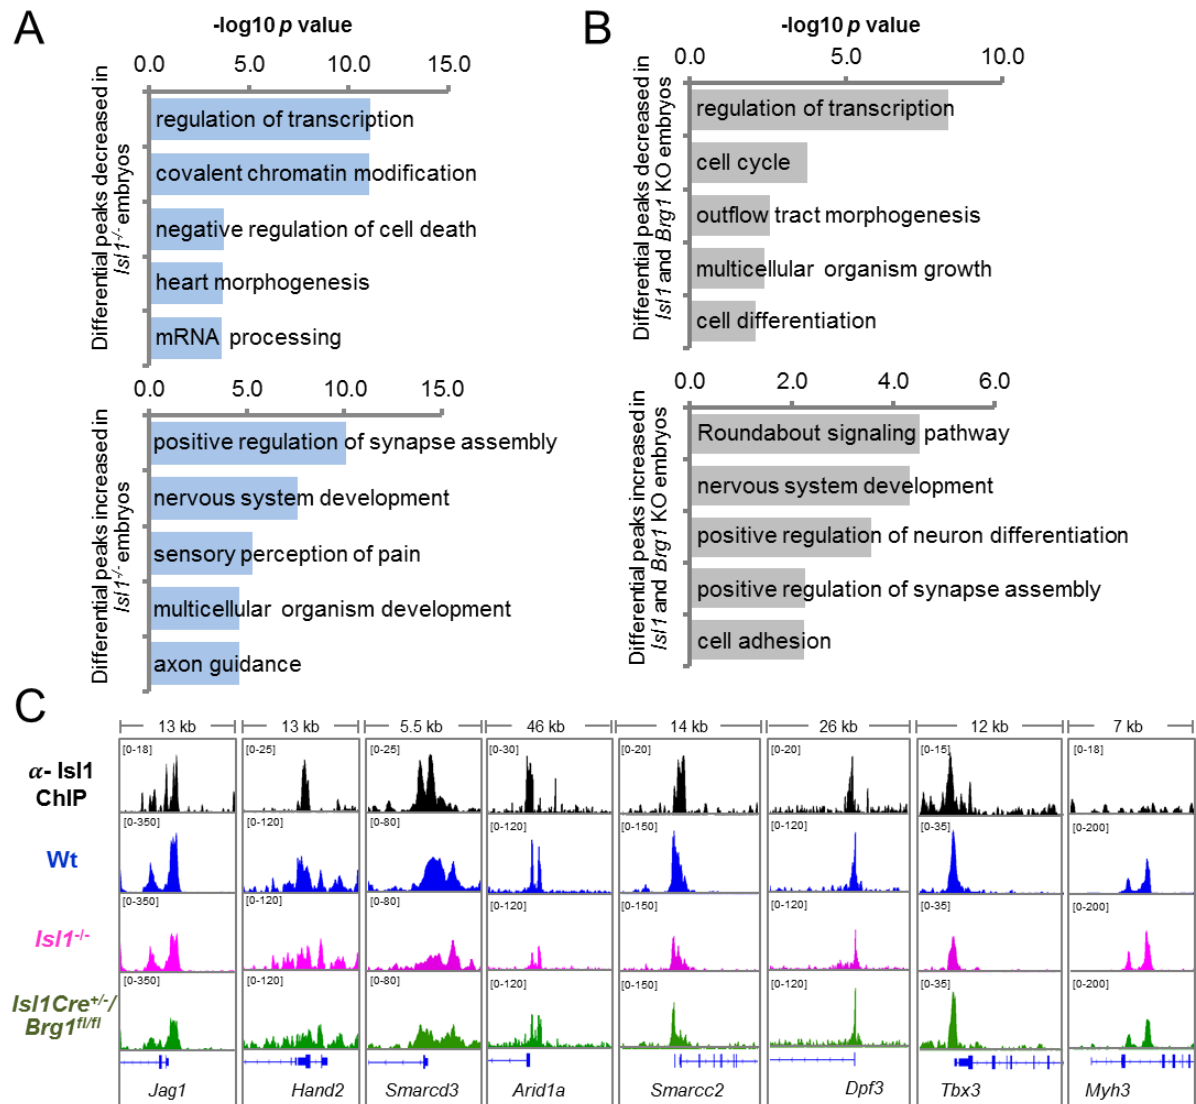 A
-log10 p value
0.0 5.0 10.0 15.0
Differential peaks decreased in
Isl1-/- embryos
regulation of transcription
covalent chromatin modification
negative regulation of cell death
heart morphogenesis
mRNA processing
0.0 5.0 10.0 15.0
Differential peaks increased in
Isl1-/- embryos
positive regulation of synapse assembly
nervous system development
sensory perception of pain
multicellular organism development
axon guidance
B
-log10 p value
0.0 5.0 10.0
Differential peaks decreased in
Isl1 and Brg1 KO embryos
regulation of transcription
cell cycle
outflow tract morphogenesis
multicellular organism growth
cell differentiation
0.0 2.0 4.0 6.0
Differential peaks increased in
Isl1 and Brg1 KO embryos
Roundabout signaling pathway
nervous system development
positive regulation of neuron differentiation
positive regulation of synapse assembly
cell adhesion
C
13 kb 13 kb 5.5 kb 46 kb 14 kb 26 kb 12 kb 7 kb
α- Isl1
ChIP
[0-18] [0-25] [0-25] [0-30] [0-20] [0-20] [0-15] [0-18]
Wt
[0-350] [0-120] [0-80] [0-120] [0-150] [0-120] [0-35] [0-200]
Isl1-/-
[0-350] [0-120] [0-80] [0-120] [0-150] [0-120] [0-35] [0-200]
Isl1Cre+/-/
Brg1fl/fl
[0-350] [0-120] [0-80] [0-120] [0-150] [0-120] [0-35] [0-200]
Jag1 Hand2 Smarcd3 Arid1a Smarcc2 Dpf3 Tbx3 Myh3